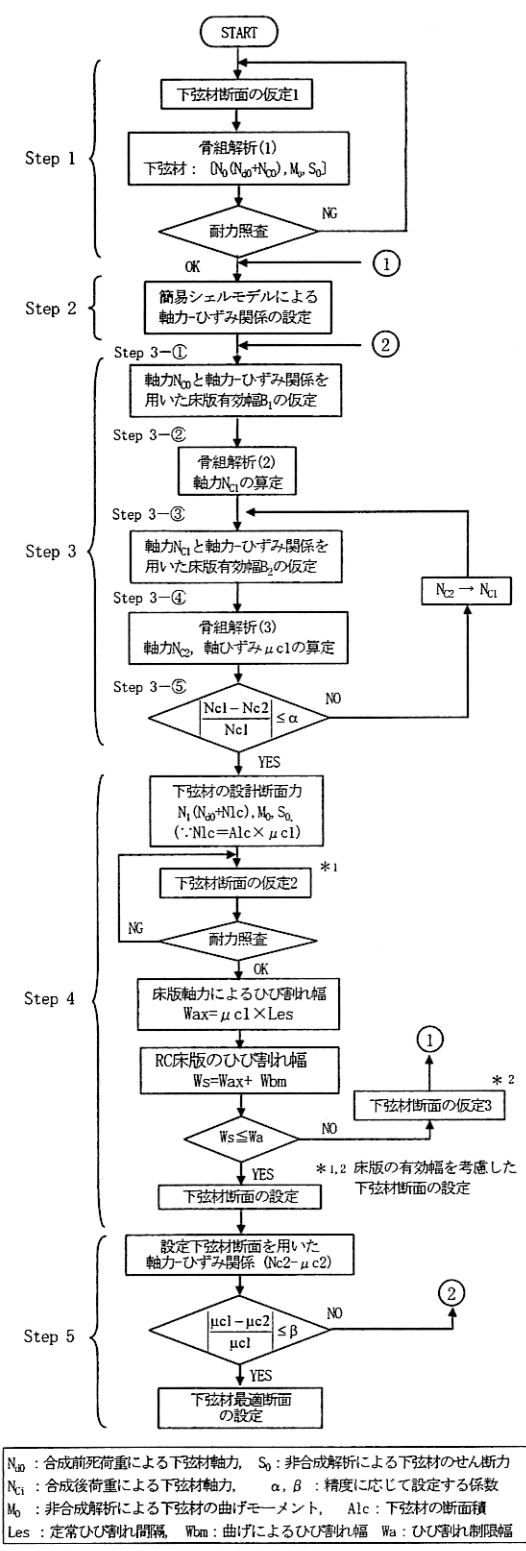 START
Step 1
下弦材断面の仮定1
骨組解析(1)
下弦材： [N₀(Nd0+NC0), M₀, S₀]
耐力照査
NG
OK
①
Step 2
簡易シェルモデルによる
軸力-ひずみ関係の設定
②
Step 3
Step 3－①
軸力NC0と軸力-ひずみ関係を
用いた床版有効幅B₁の仮定
Step 3－②
骨組解析(2)
軸力NC1の算定
Step 3－③
軸力NC1と軸力-ひずみ関係を
用いた床版有効幅B₂の仮定
NC2 → NC1
Step 3－④
骨組解析(3)
軸力NC2, 軸ひずみμc1の算定
Step 3－⑤
|Nc1－Nc2 / Nc1| ≤ α
NO
YES
Step 4
下弦材の設計断面力
N₁(Nd0+N1c), M₀, S₀,
(∵N1c=A1c×μc1)
下弦材断面の仮定2
＊1
NG
耐力照査
OK
床版軸力によるひび割れ幅
Wax=μc1×Les
RC床版のひび割れ幅
Ws=Wax+ Wbm
①
＊2
下弦材断面の仮定3
Ws≦Wa
NO
YES
＊1,2 床版の有効幅を考慮した
下弦材断面の設定
下弦材断面の設定
Step 5
設定下弦材断面を用いた
軸力-ひずみ関係 (Nc2-μc2)
|μc1－μc2 / μc1| ≤ β
NO
②
YES
下弦材最適断面
の設定
Nd0 ：合成前死荷重による下弦材軸力, S₀：非合成解析による下弦材のせん断力
NCi ：合成後荷重による下弦材軸力, α, β ：精度に応じて設定する係数
M₀ ：非合成解析による下弦材の曲げモーメント, A1c：下弦材の断面積
Les：定常ひび割れ間隔, Wbm：曲げによるひび割れ幅 Wa：ひび割れ制限幅